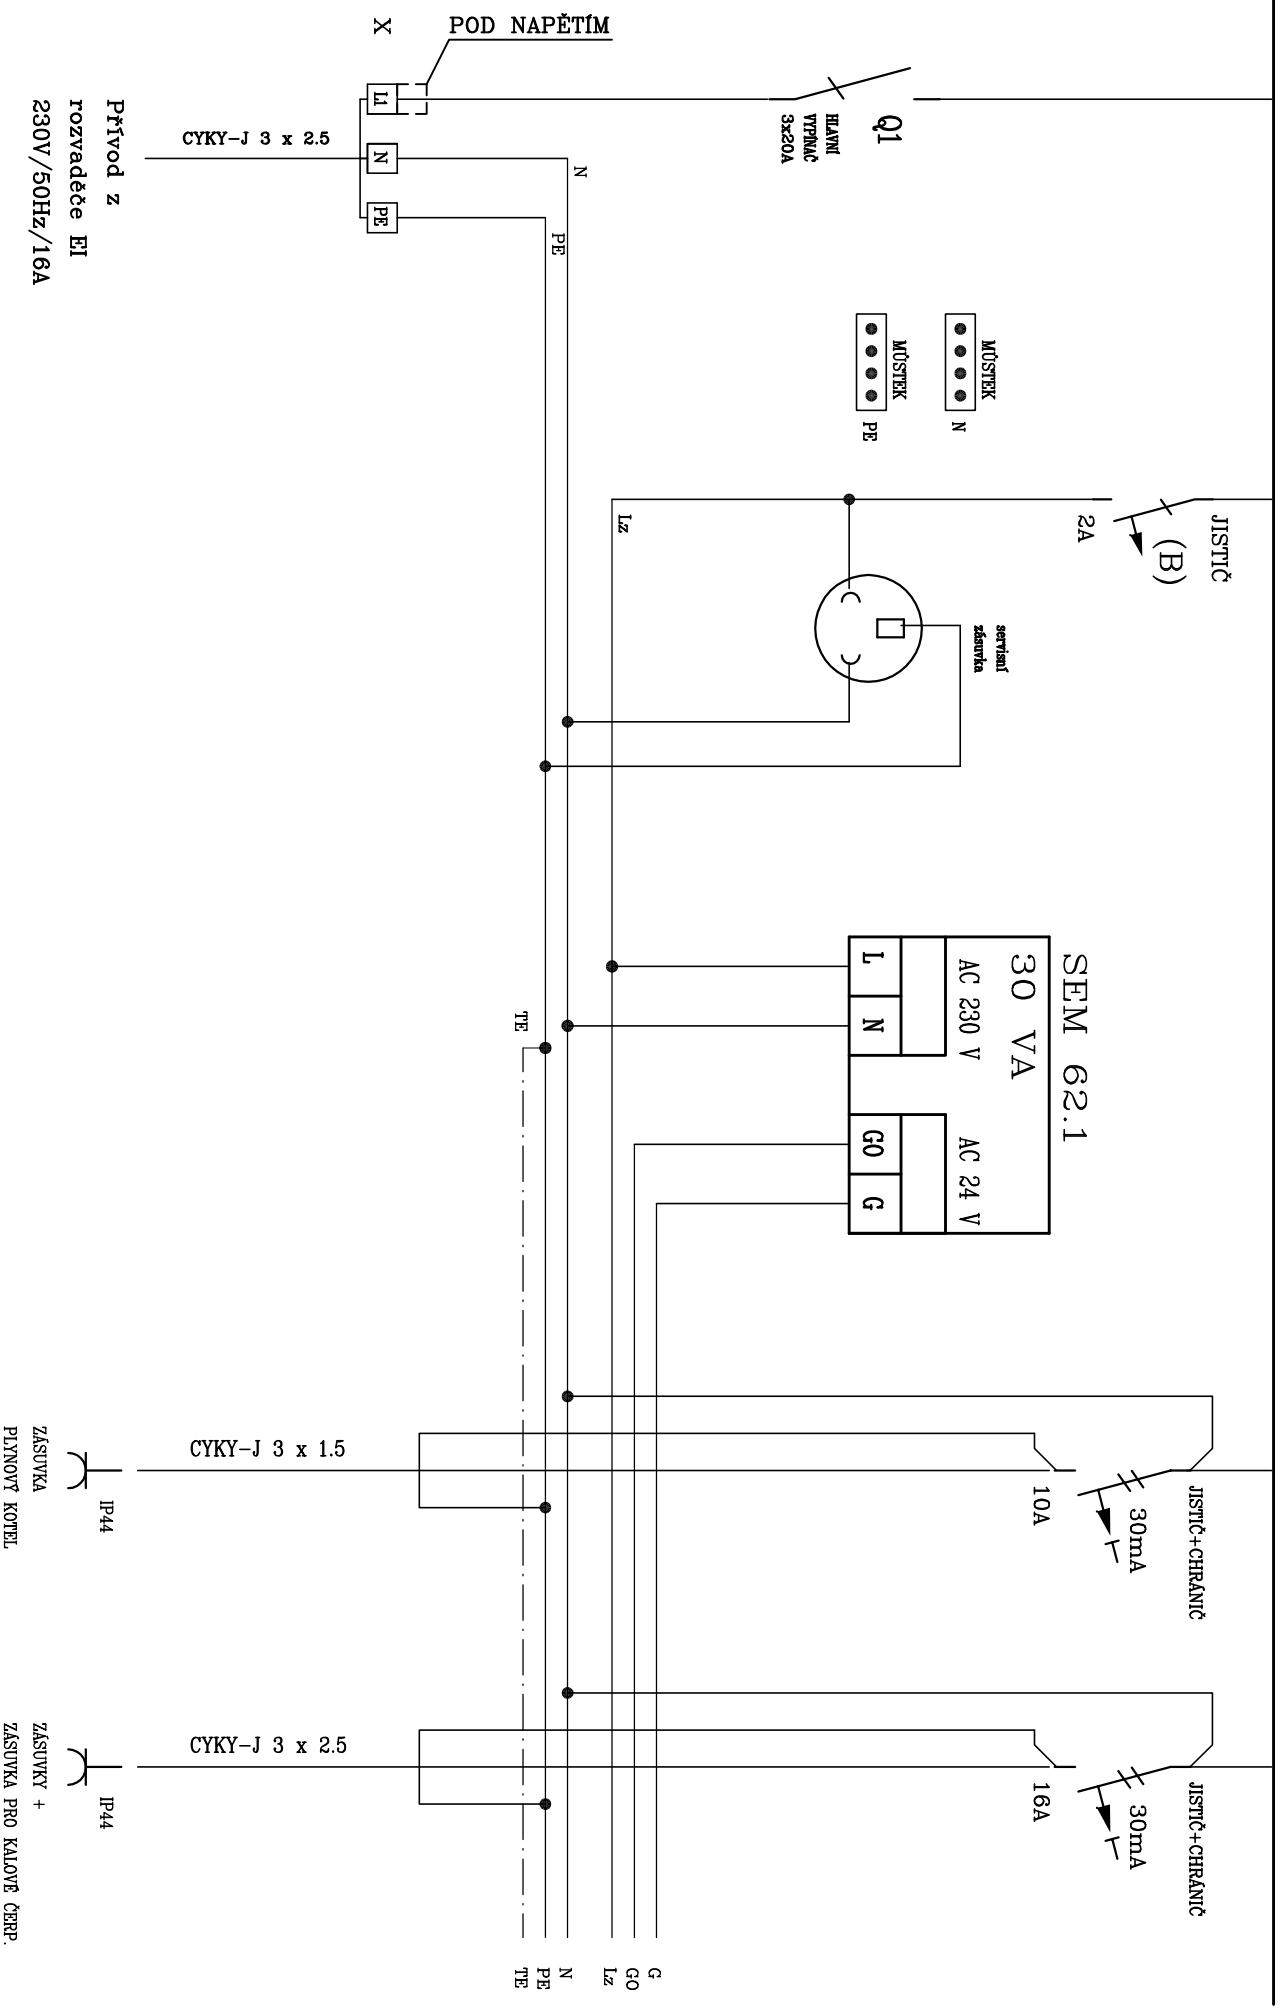 X
POD NAPĚTÍM
L1
N
PE
CYKY-J 3 x 2.5
Přívod z
rozvaděče EI
230V/50Hz/16A
Q1
HLAVNÍ
VYPÍNAČ
3x20A
N
PE
MŮSTEK
N
MŮSTEK
PE
JISTIČ
(B)
2A
Lz
servisní
zásuvka
SEM 62.1
30 VA
AC 230 V
AC 24 V
L
N
G0
G
TE
JISTIČ+CHRÁNIČ
30mA
10A
CYKY-J 3 x 1.5
IP44
ZÁSUVKA
PLYNOVÝ KOTEL
JISTIČ+CHRÁNIČ
30mA
16A
CYKY-J 3 x 2.5
IP44
ZÁSUVKY +
ZÁSUVKA PRO KALOVÉ ČERP.
G
G0
Lz
N
PE
TE